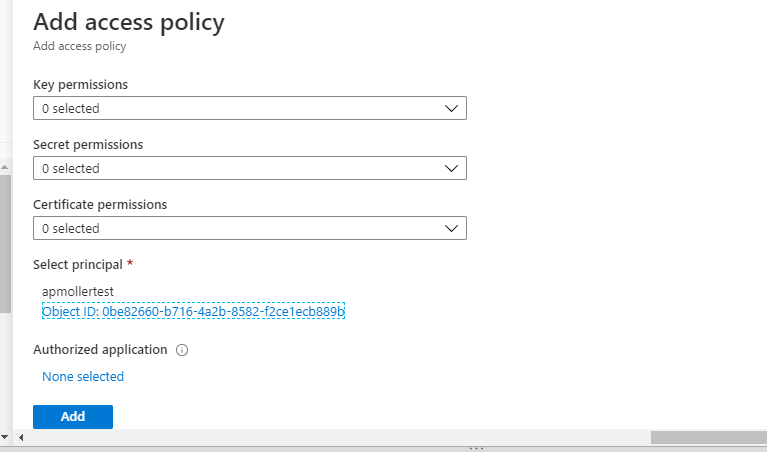 Add access policy
Add access policy
Key permissions
0 selected
Secret permissions
0 selected
Certificate permissions
0 selected
Select principal *
apmollertest
Object ID: 0be82660-b716-4a2b-8582-f2ce1ecb889b
Authorized application
None selected
Add